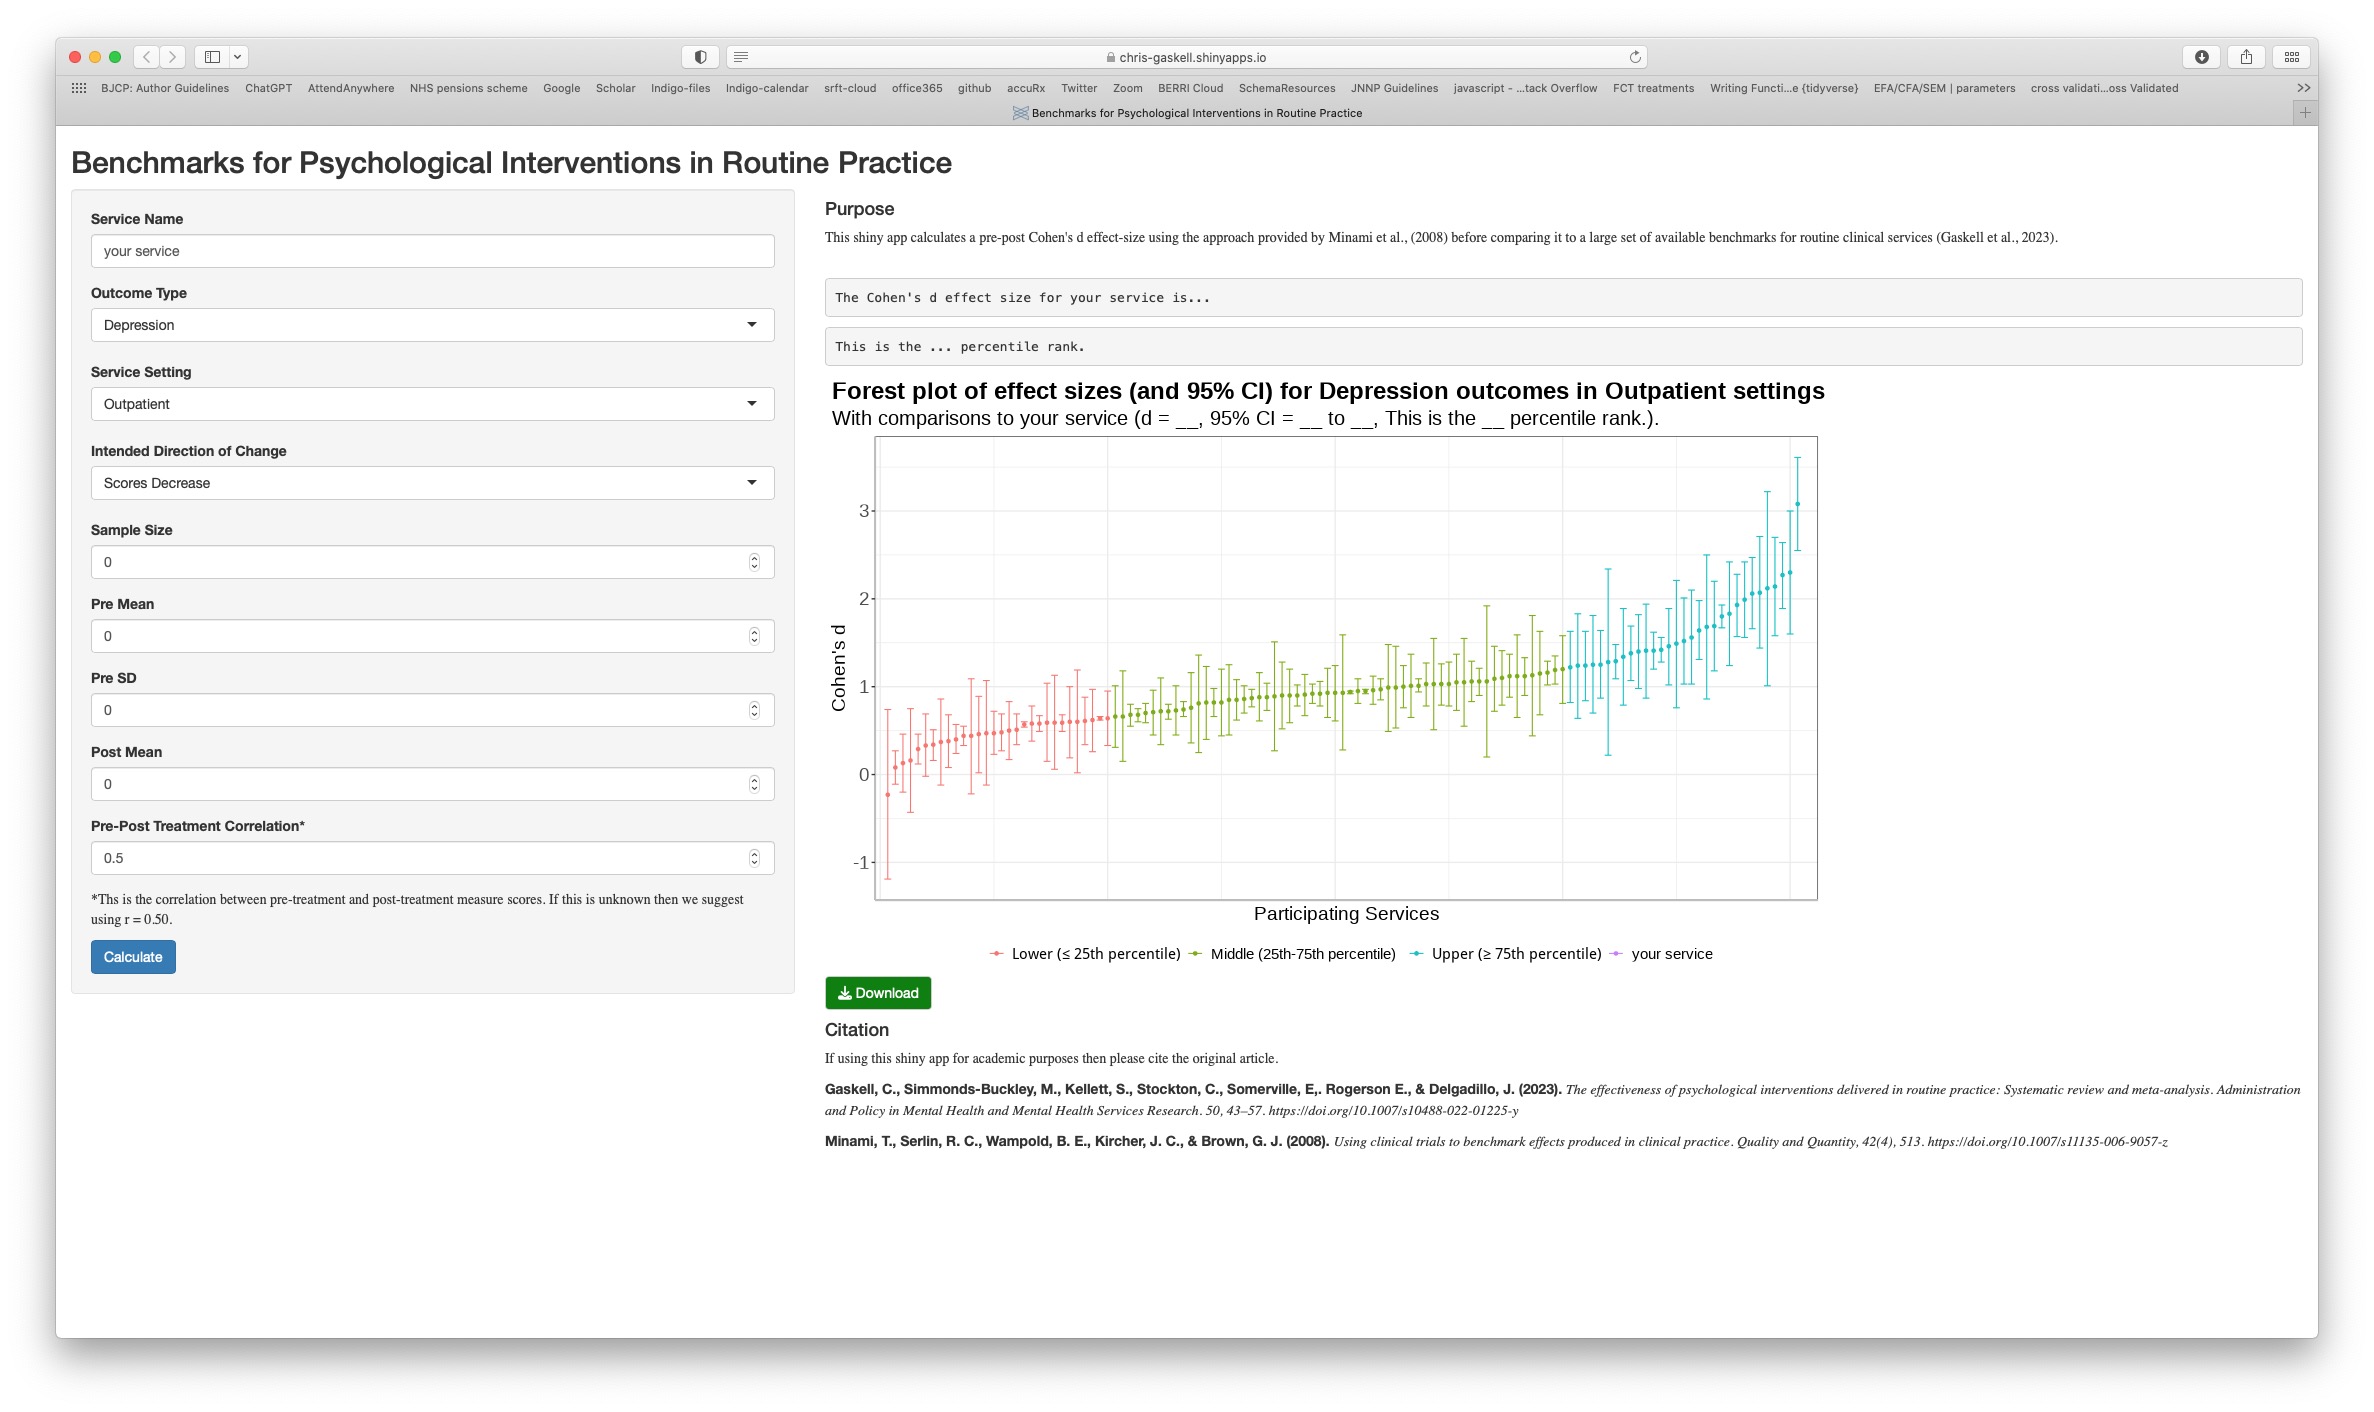 chris-gaskell.shinyapps.io
BJCP: Author Guidelines ChatGPT AttendAnywhere NHS pensions scheme Google Scholar Indigo-files Indigo-calendar srft-cloud office365 github accuRx Twitter Zoom BERRI Cloud SchemaResources JNNP Guidelines javascript - ...tack Overflow FCT treatments Writing Functi...e {tidyverse} EFA/CFA/SEM | parameters cross validati...oss Validated >>
Benchmarks for Psychological Interventions in Routine Practice
Benchmarks for Psychological Interventions in Routine Practice
Service Name
your service
Outcome Type
Depression
Service Setting
Outpatient
Intended Direction of Change
Scores Decrease
Sample Size
0
Pre Mean
0
Pre SD
0
Post Mean
0
Pre-Post Treatment Correlation*
0.5
*Ths is the correlation between pre-treatment and post-treatment measure scores. If this is unknown then we suggest
using r = 0.50.
Calculate
Purpose
This shiny app calculates a pre-post Cohen's d effect-size using the approach provided by Minami et al., (2008) before comparing it to a large set of available benchmarks for routine clinical services (Gaskell et al., 2023).
The Cohen's d effect size for your service is...
This is the ... percentile rank.
Forest plot of effect sizes (and 95% CI) for Depression outcomes in Outpatient settings
With comparisons to your service (d = __, 95% CI = __ to __, This is the __ percentile rank.).
Cohen's d
3
2
1
0
-1
Participating Services
Lower (≤ 25th percentile) Middle (25th-75th percentile) Upper (≥ 75th percentile) your service
Download
Citation
If using this shiny app for academic purposes then please cite the original article.
Gaskell, C., Simmonds-Buckley, M., Kellett, S., Stockton, C., Somerville, E,. Rogerson E., & Delgadillo, J. (2023). The effectiveness of psychological interventions delivered in routine practice: Systematic review and meta-analysis. Administration
and Policy in Mental Health and Mental Health Services Research. 50, 43–57. https://doi.org/10.1007/s10488-022-01225-y
Minami, T., Serlin, R. C., Wampold, B. E., Kircher, J. C., & Brown, G. J. (2008). Using clinical trials to benchmark effects produced in clinical practice. Quality and Quantity, 42(4), 513. https://doi.org/10.1007/s11135-006-9057-z